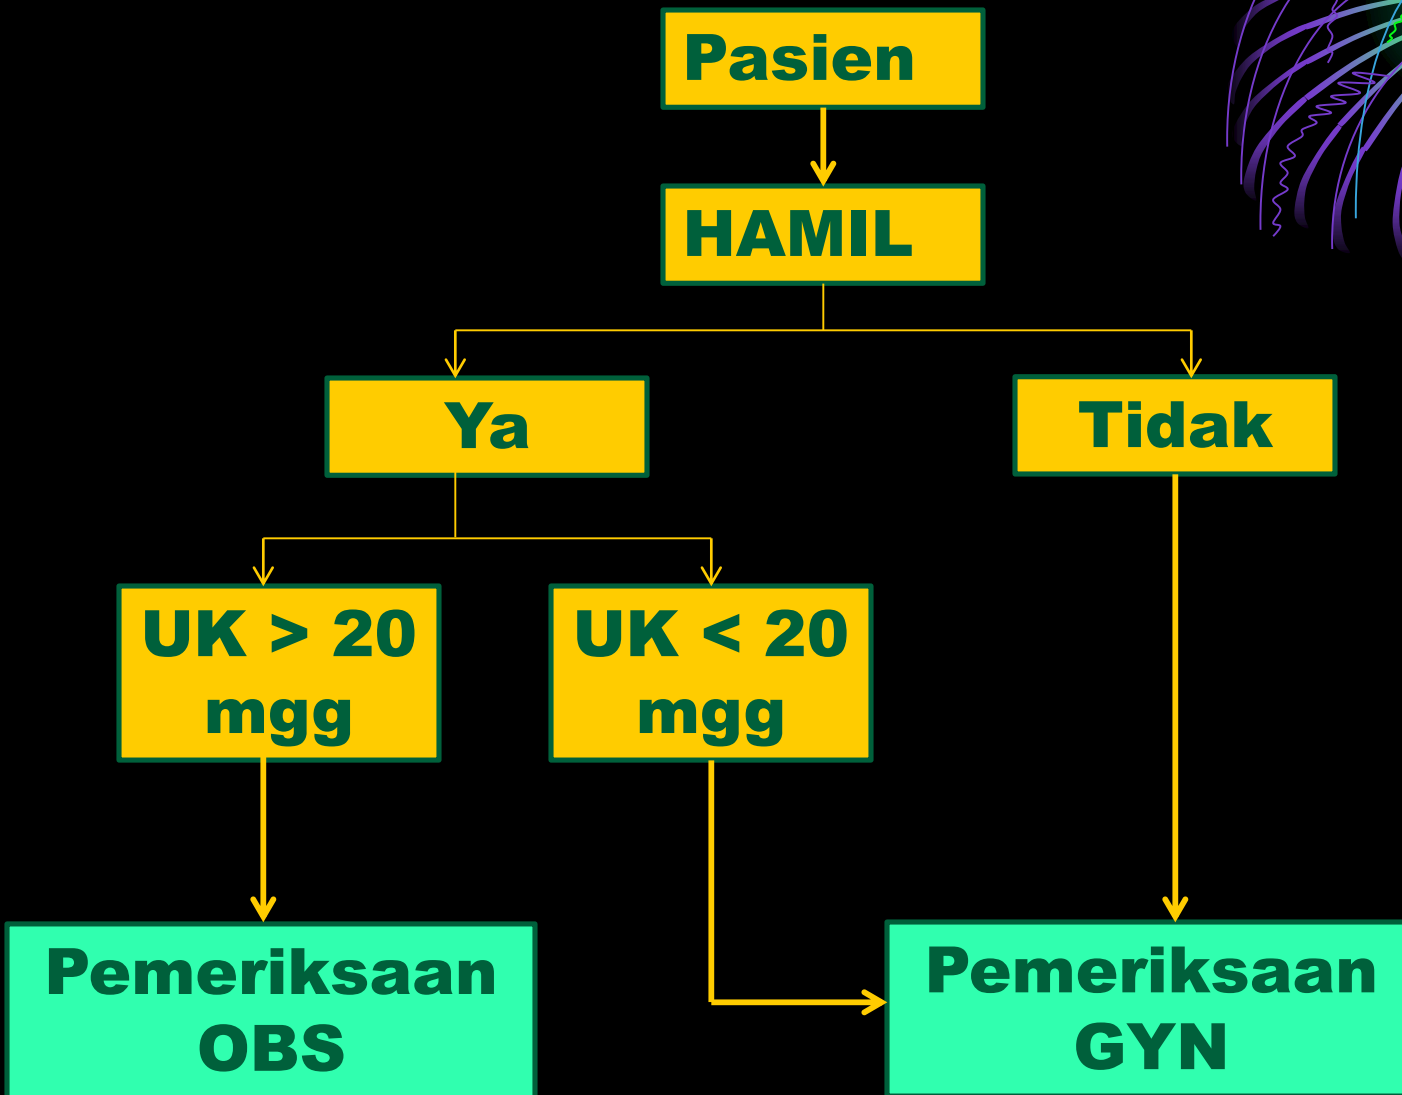 Pasien
HAMIL
Ya
Tidak
UK > 20
mgg
UK < 20
mgg
Pemeriksaan
OBS
Pemeriksaan
GYN